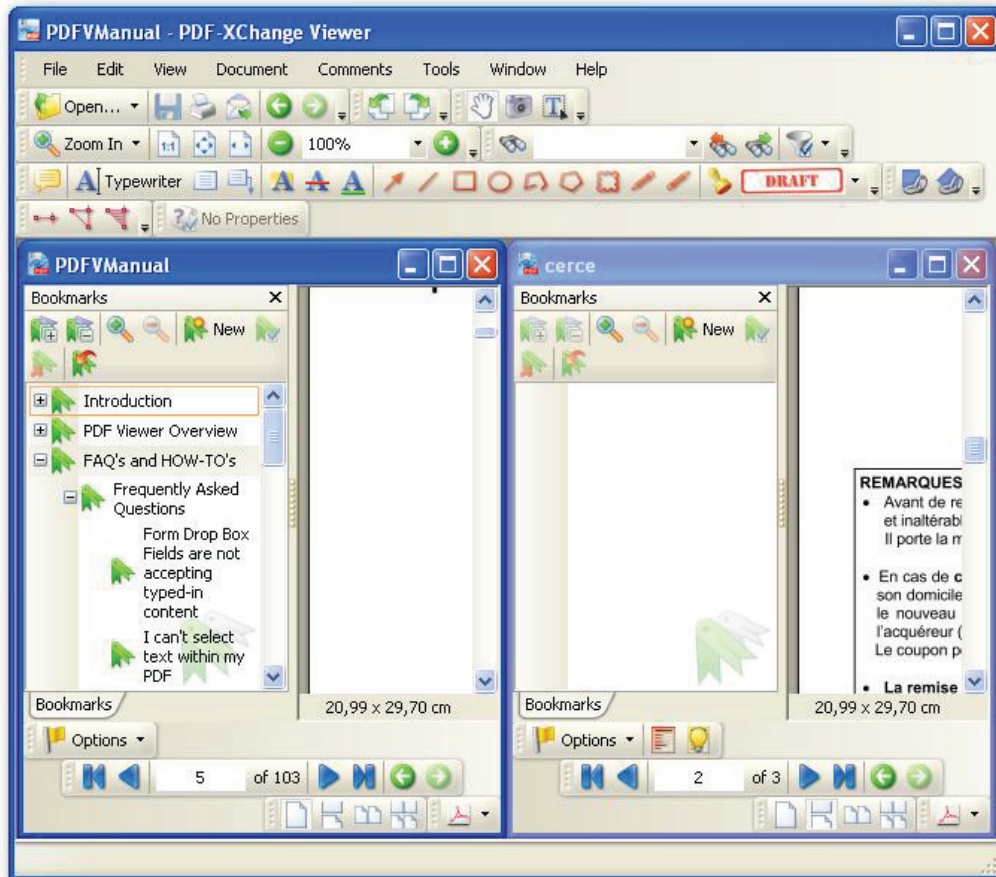 PDFVManual - PDF-XChange Viewer
File Edit View Document Comments Tools Window Help
Open...
Zoom In 1:1 100%
A Typewriter A A A DRAFT
No Properties
PDFVManual
Bookmarks
New
Introduction
PDF Viewer Overview
FAQ's and HOW-TO's
Frequently Asked
Questions
Form Drop Box
Fields are not
accepting
typed-in
content
I can't select
text within my
PDF
Bookmarks
20,99 x 29,70 cm
Options
5 of 103
cerce
Bookmarks
New
REMARQUES
• Avant de re
et inaltérabl
Il porte la m
• En cas de c
son domicile
le nouveau
l'acquéreur (
Le coupon p
• La remise
Bookmarks
20,99 x 29,70 cm
Options
2 of 3